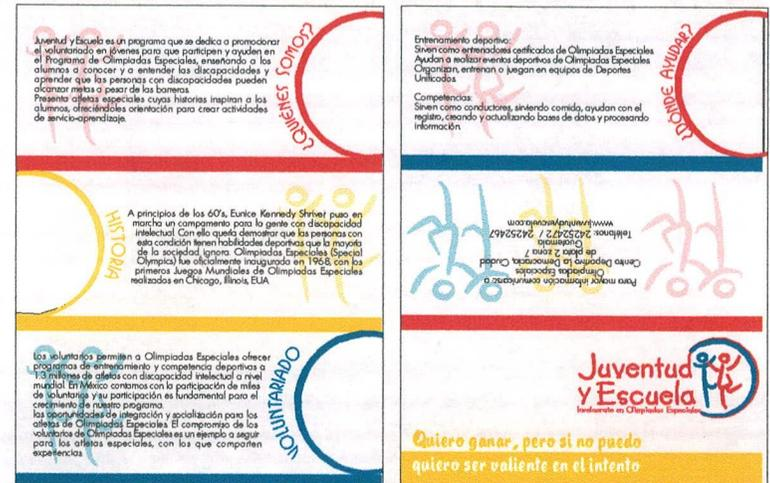 Juventud y Escuela es un programa que se dedica a promocionar
el voluntariado en jóvenes para que participen y ayuden en
el Programa de Olimpiadas Especiales, enseñando a los
alumnos a conocer y a entender las discapacidades y
aprender que las personas con discapacidades pueden
alcanzar metas a pesar de las barreras.
Presenta atletas especiales cuyas historias inspiran a los
alumnos, ofreciéndoles orientación para crear actividades
de servicio-aprendizaje.
¿QUIÉNES SOMOS?
HISTORIA
A principios de los 60's, Eunice Kennedy Shriver puso en
marcha un campamento para la gente con discapacidad
intelectual. Con ello quería demostrar que las personas con
esta condición tienen habilidades deportivas que la mayoría
de la sociedad ignora. Olimpiadas Especiales (Special
Olympics) fue oficialmente inaugurada en 1968, con los
primeros Juegos Mundiales de Olimpiadas Especiales
realizados en Chicago, Illinois, EUA
Los voluntarios permiten a Olimpiadas Especiales ofrecer
programas de entrenamiento y competencia deportivas a
1.3 millones de atletas con discapacidad intelectual a nivel
mundial. En México contamos con la participación de miles
de voluntarios y su participación es fundamental para el
crecimiento de nuestro programa.
las oportunidades de integración y socialización para los
atletas de Olimpiadas Especiales. El compromiso de los
voluntarios de Olimpiadas Especiales es un ejemplo a seguir
para los atletas especiales, con los que comparten
experiencias
VOLUNTARIADO
Entrenamiento deportivo:
Sirven como entrenadores certificados de Olimpiadas Especiales
Ayudan a realizar eventos deportivos de Olimpiadas Especiales
Organizan, entrenan o juegan en equipos de Deportes
Unificados
Competencias:
Sirven como conductores, sirviendo comida, ayudan con el
registro, creando y actualizando bases de datos y procesando
información.
¿DÓNDE AYUDAR?
Para mayor información comunicarse a:
Olimpiadas Especiales
Centro Deportivo La Democracia, Ciudad
de plata 2 zona 7
Guatemala
Teléfonos: 24252472 / 24252467
www.juventudyescuela.com
Juventud
y Escuela
Involucrate en Olimpiadas Especiales
Quiero ganar, pero si no puedo
quiero ser valiente en el intento